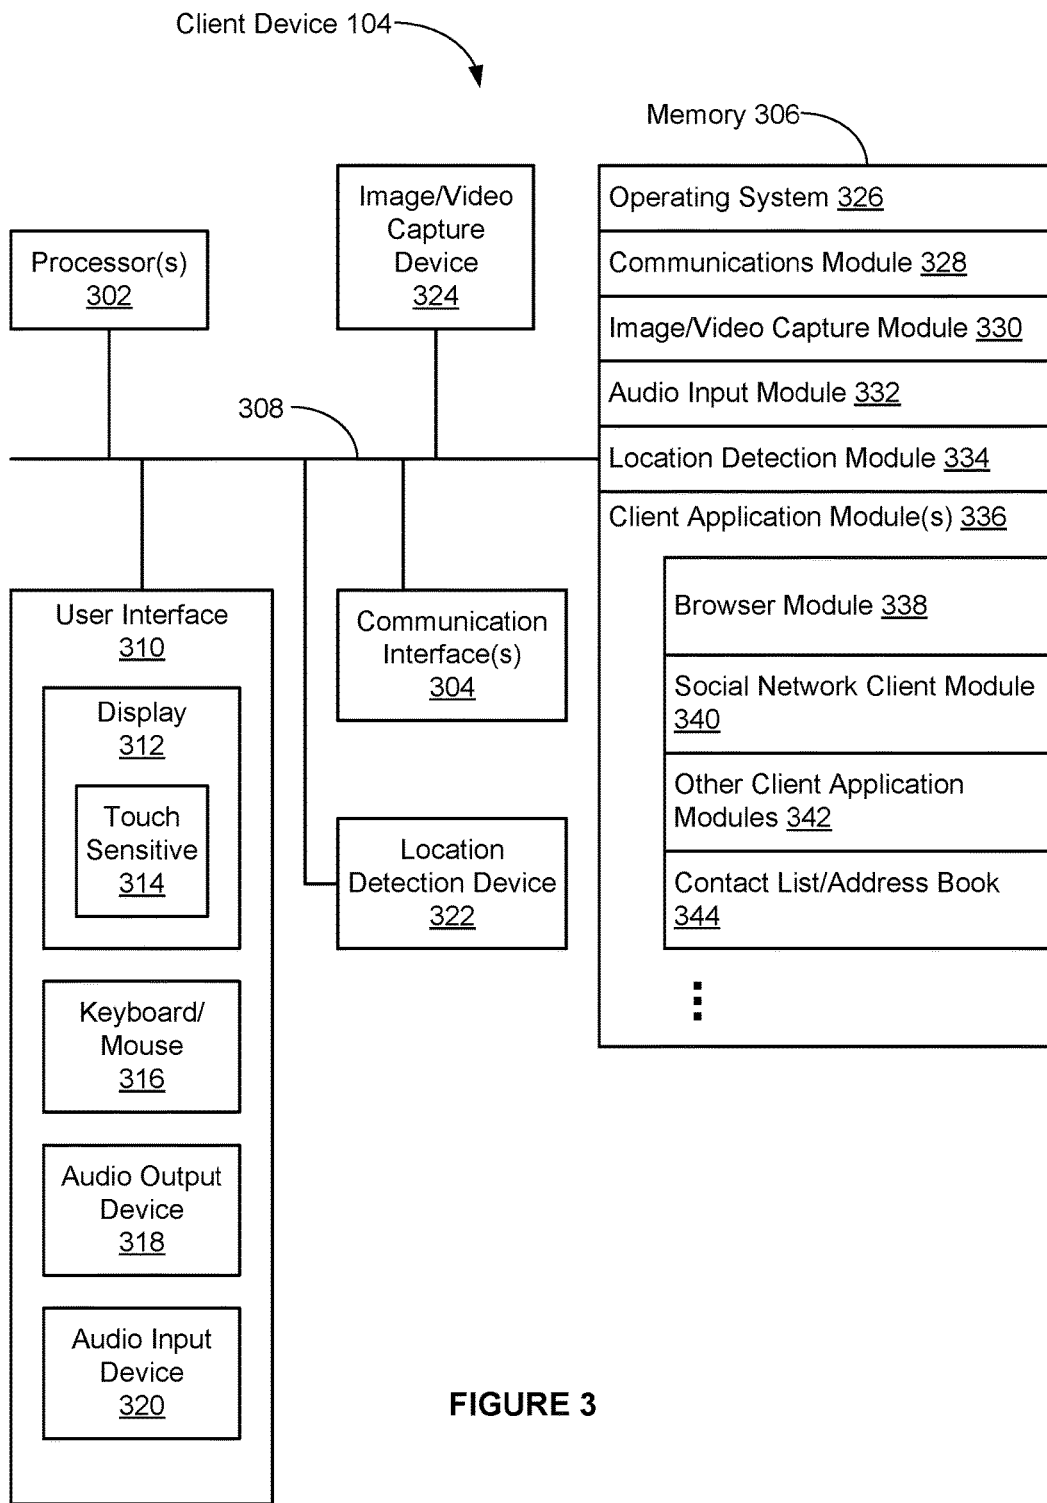 Client Device 104
Memory 306
Image/Video
Capture
Device
324
Processor(s)
302
308
Operating System 326
Communications Module 328
Image/Video Capture Module 330
Audio Input Module 332
Location Detection Module 334
Client Application Module(s) 336
Browser Module 338
Social Network Client Module
340
Other Client Application
Modules 342
Contact List/Address Book
344
User Interface
310
Display
312
Touch
Sensitive
314
Keyboard/
Mouse
316
Audio Output
Device
318
Audio Input
Device
320
Communication
Interface(s)
304
Location
Detection Device
322
FIGURE 3